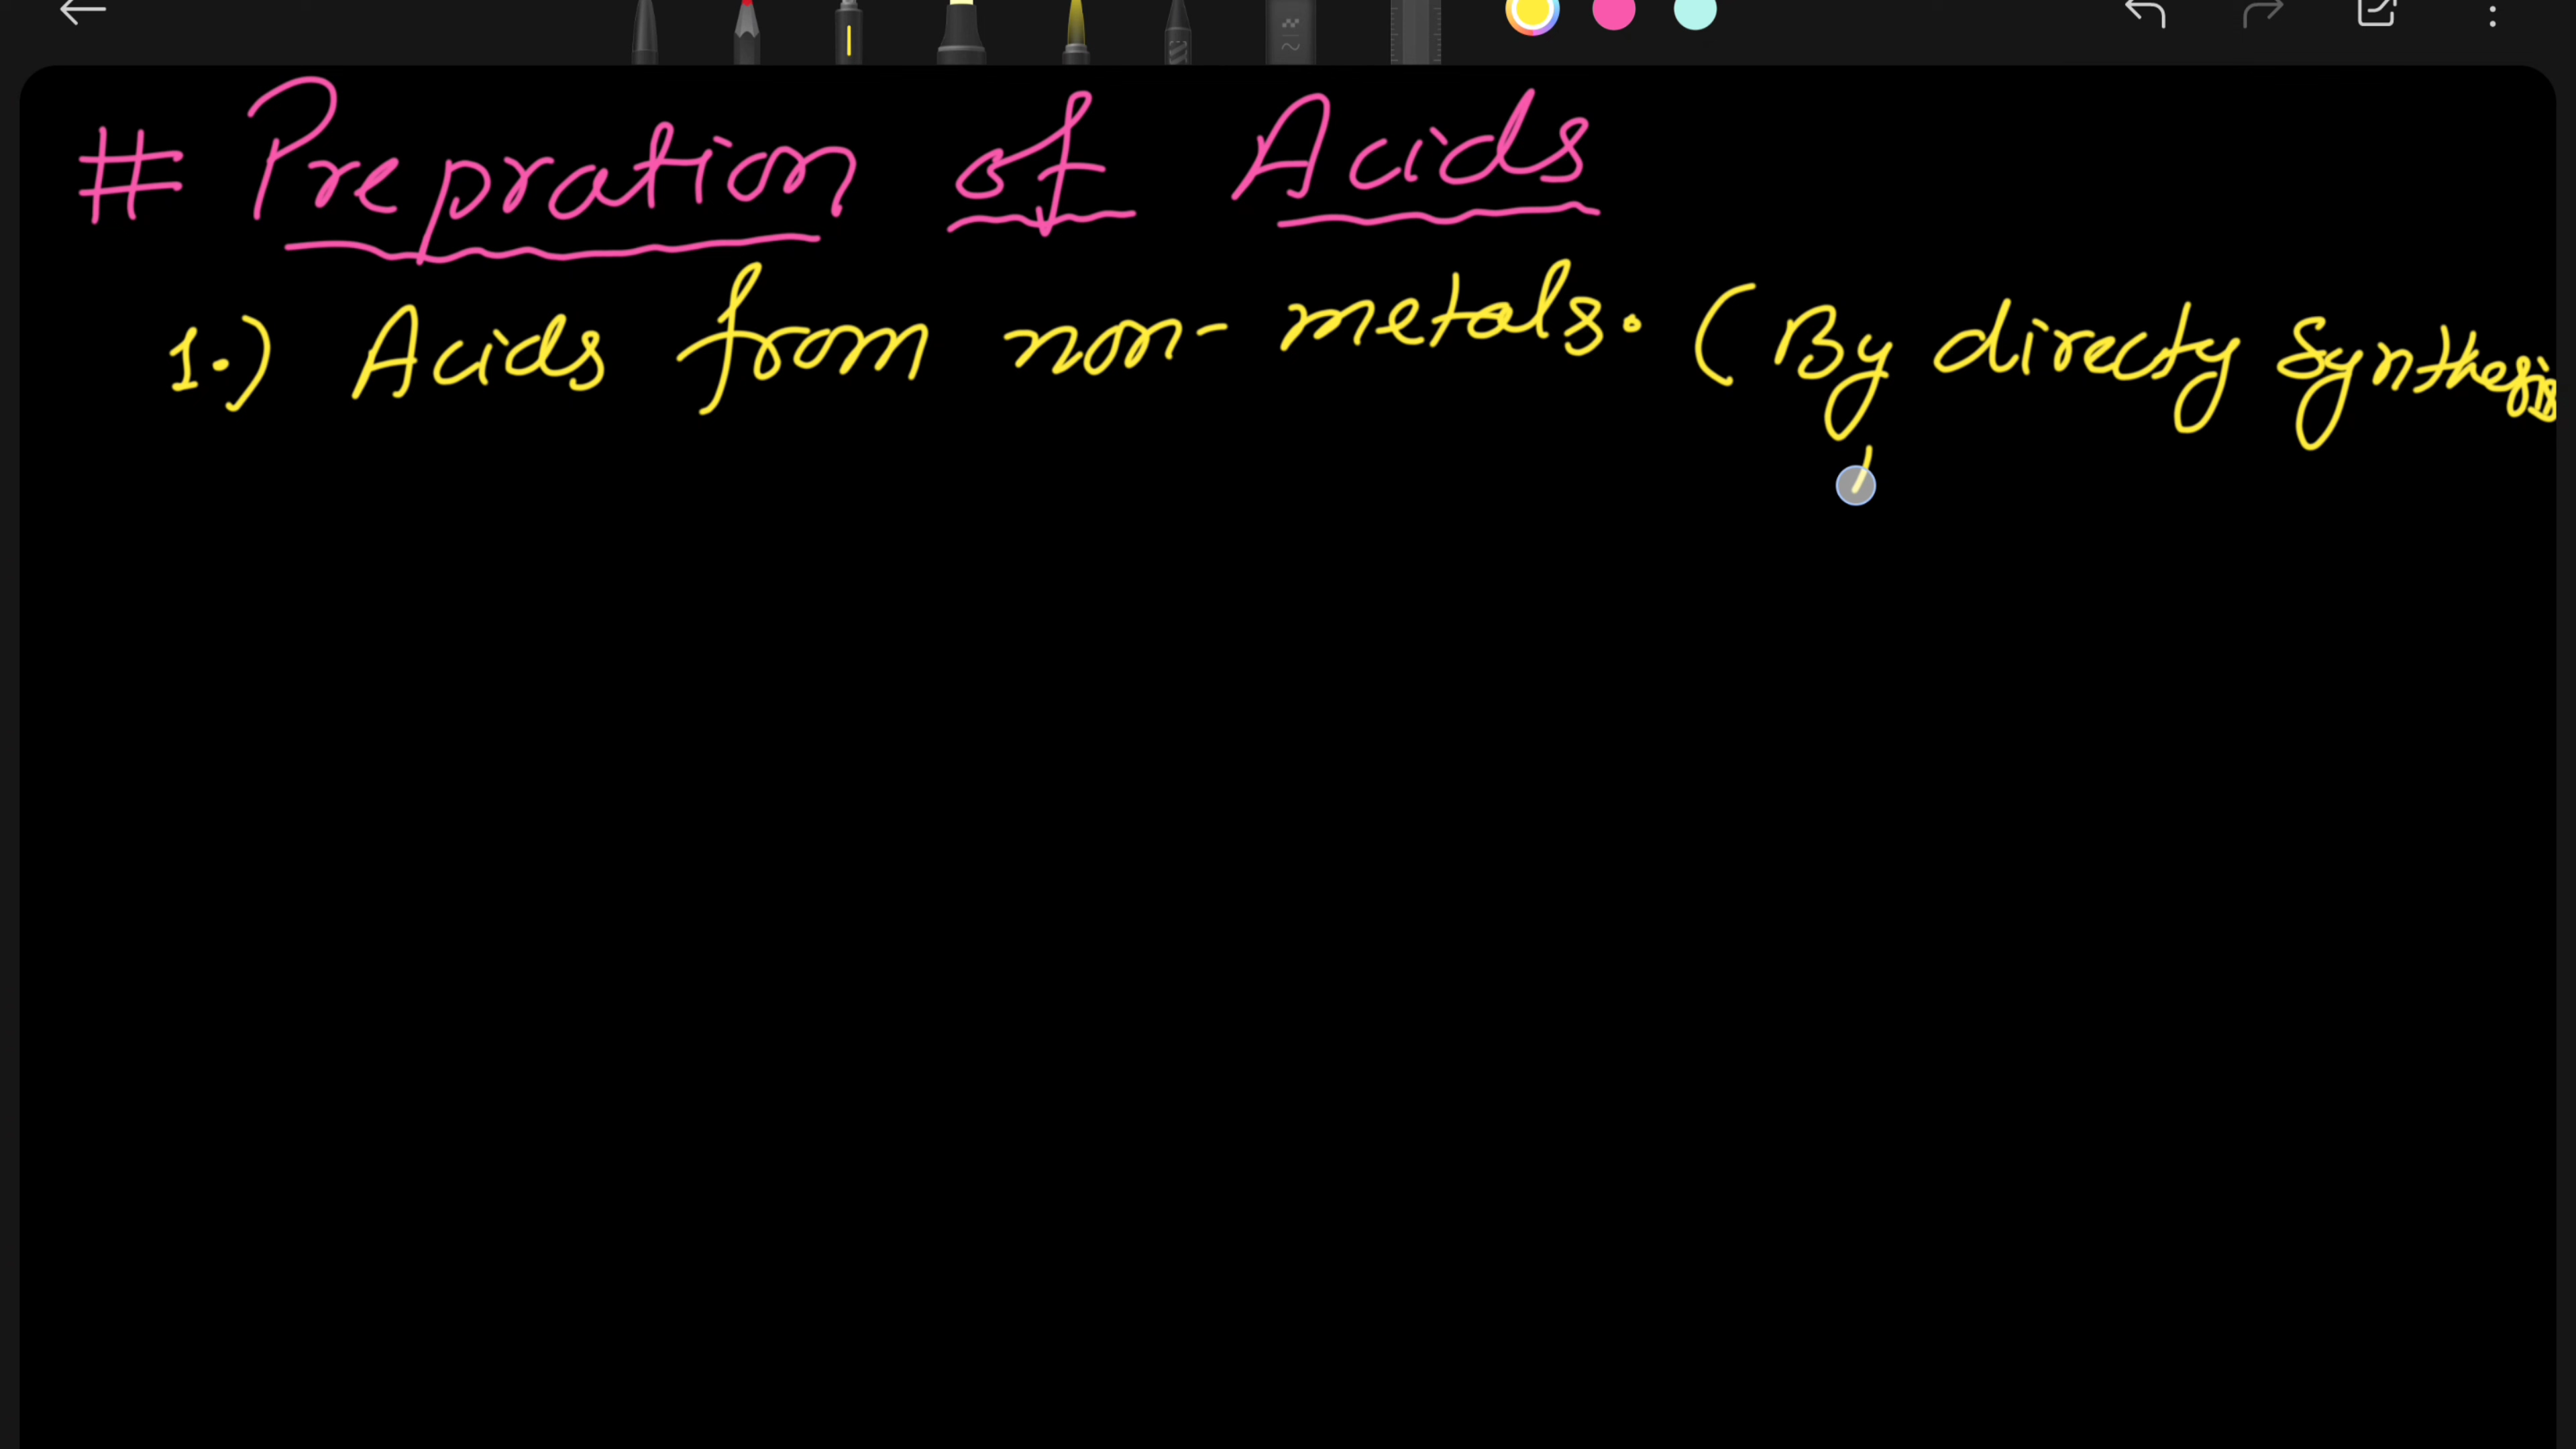 # Prepration of Acids
1.) Acids from non-metals. (By directy Synthesis